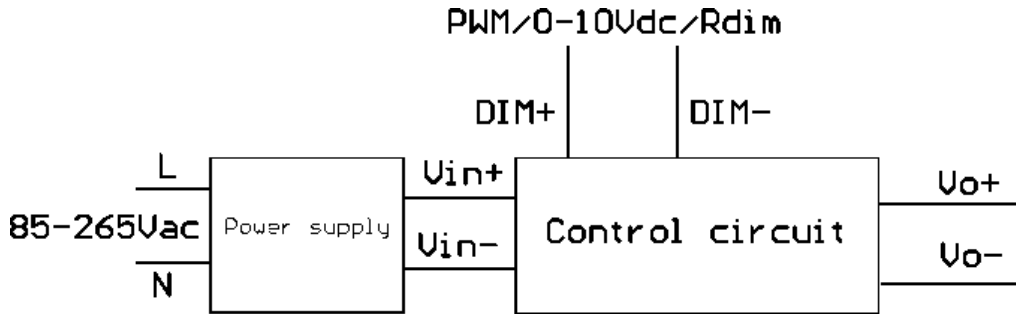 PWM/0-10Vdc/Rdim
DIM+ DIM-
L
Vin+
Vo+
85-265Vac
Power supply
Control circuit
Vin-
Vo-
N